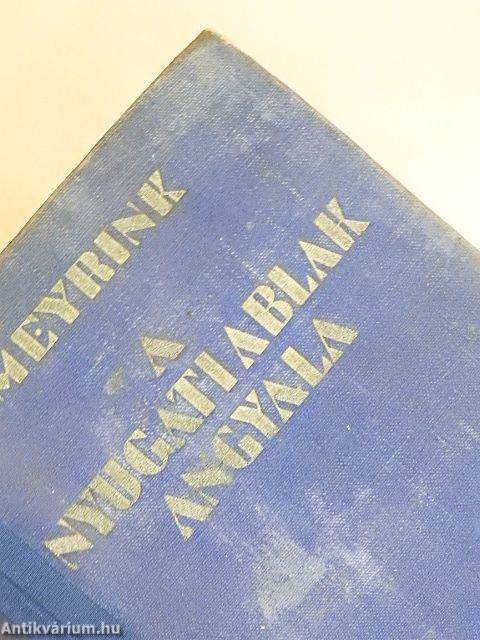 MEYRINK
A
NYUGATI ABLAK
ANGYALA
Antikvárium.hu